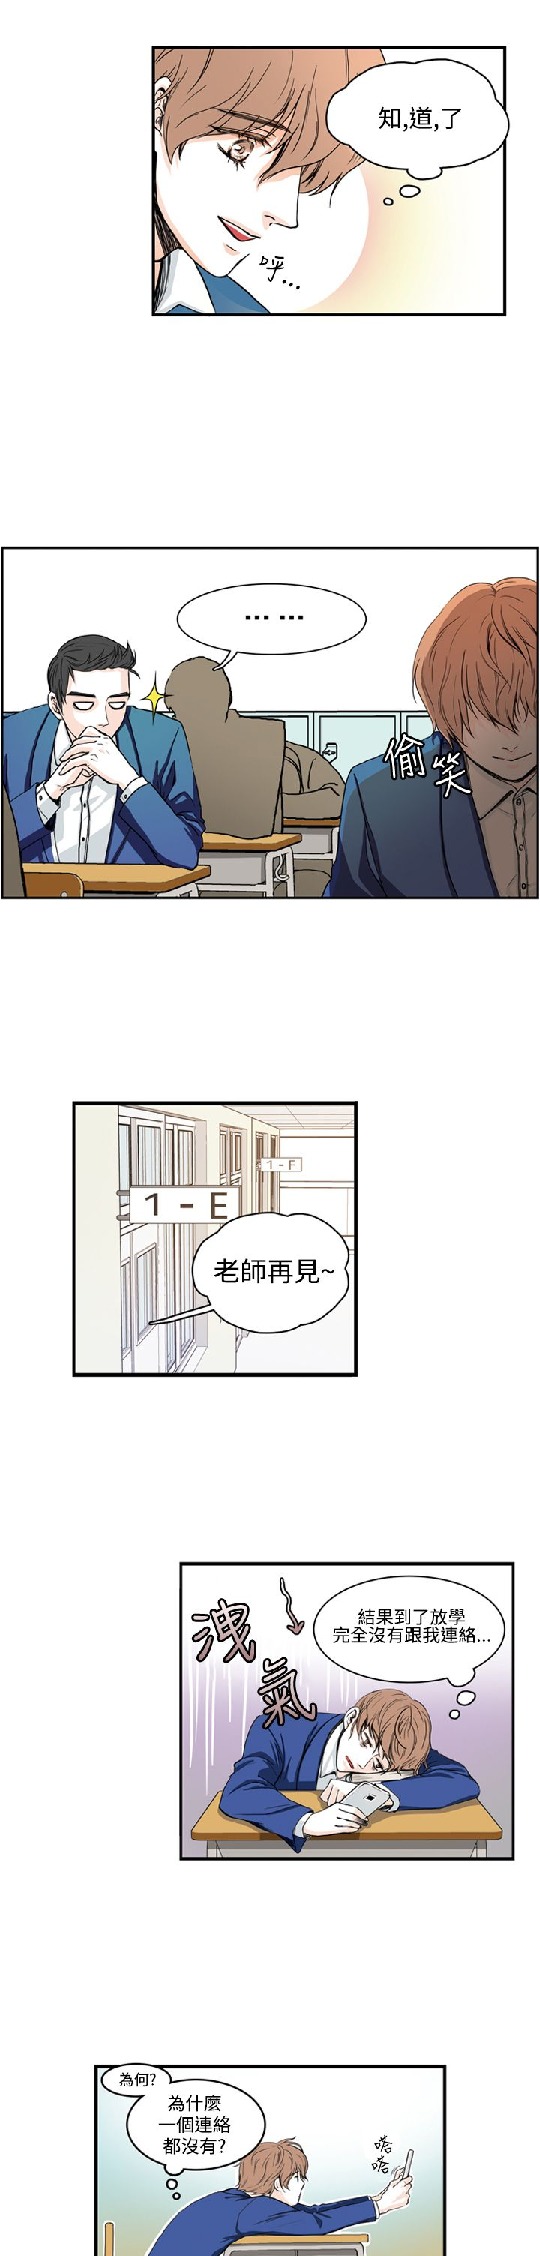 知,道,了
呼...
... ...
偷笑
1-F
1-E
老師再見~
洩氣
結果到了放學
完全沒有跟我連絡...
為何?
為什麼
一個連絡
都沒有?
嗒
嗒